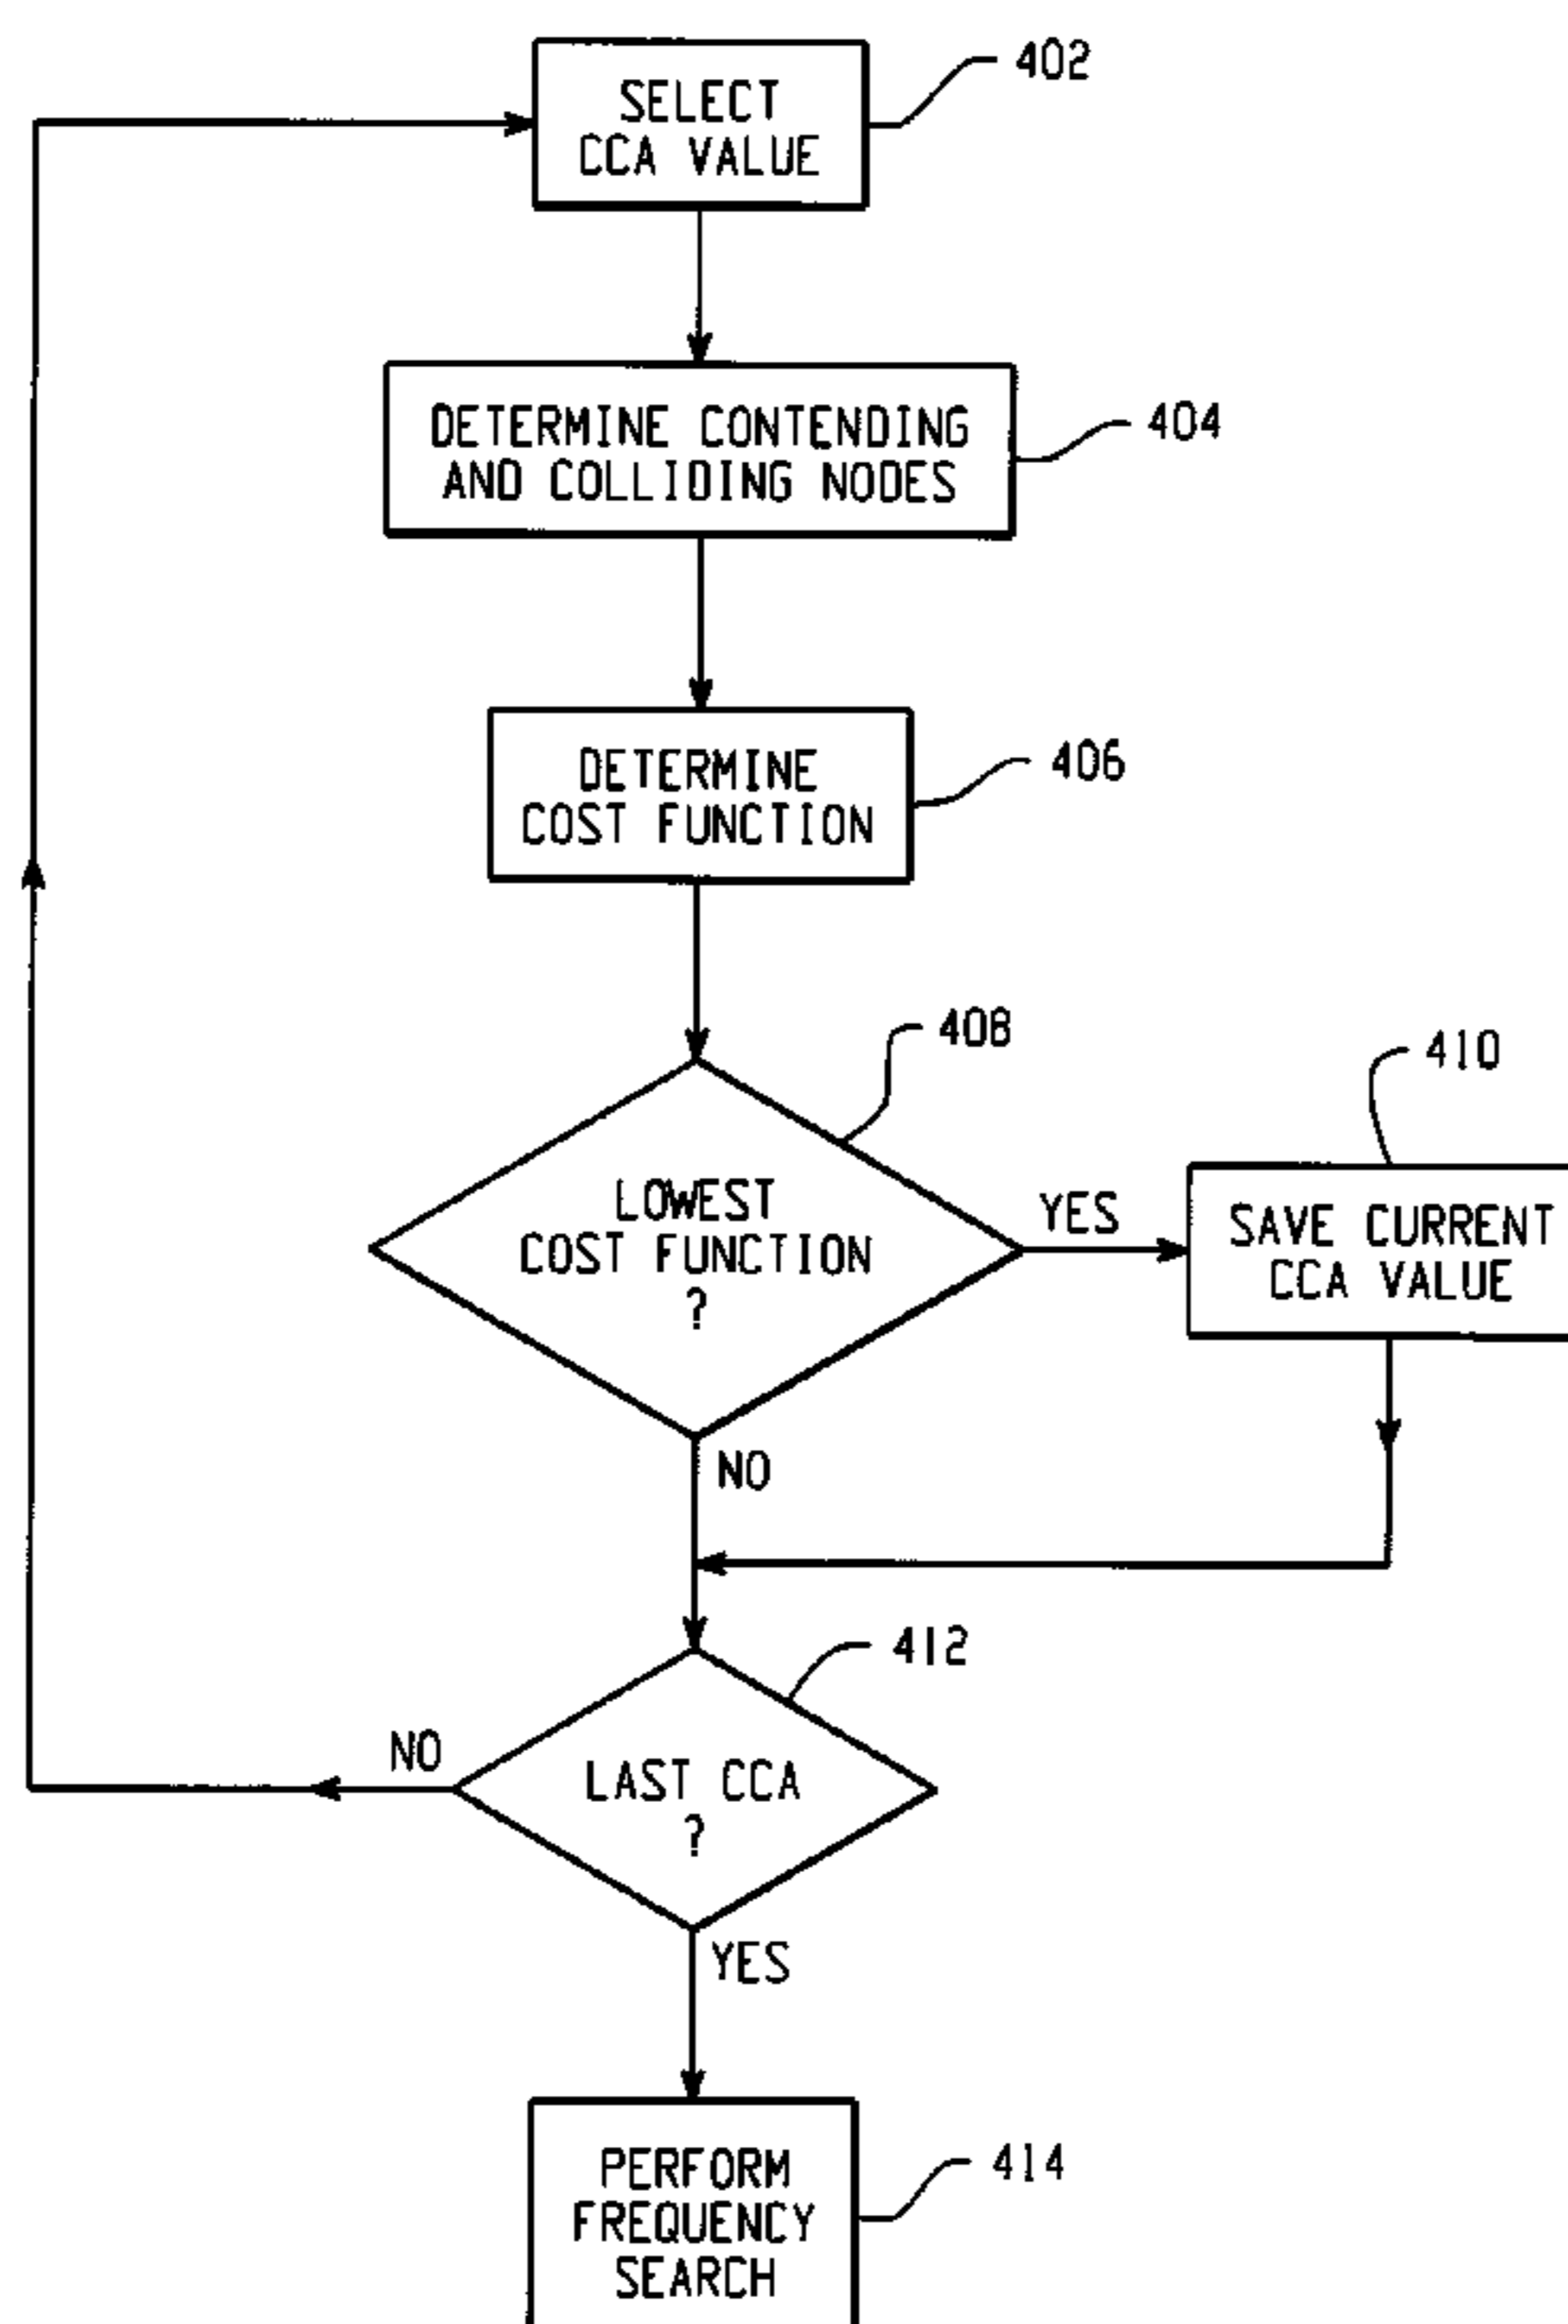 SELECT
CCA VALUE
402
DETERMINE CONTENDING
AND COLLIDING NODES
404
DETERMINE
COST FUNCTION
406
408
LOWEST
COST FUNCTION
?
YES
410
SAVE CURRENT
CCA VALUE
NO
412
LAST CCA
?
NO
YES
PERFORM
FREQUENCY
SEARCH
414